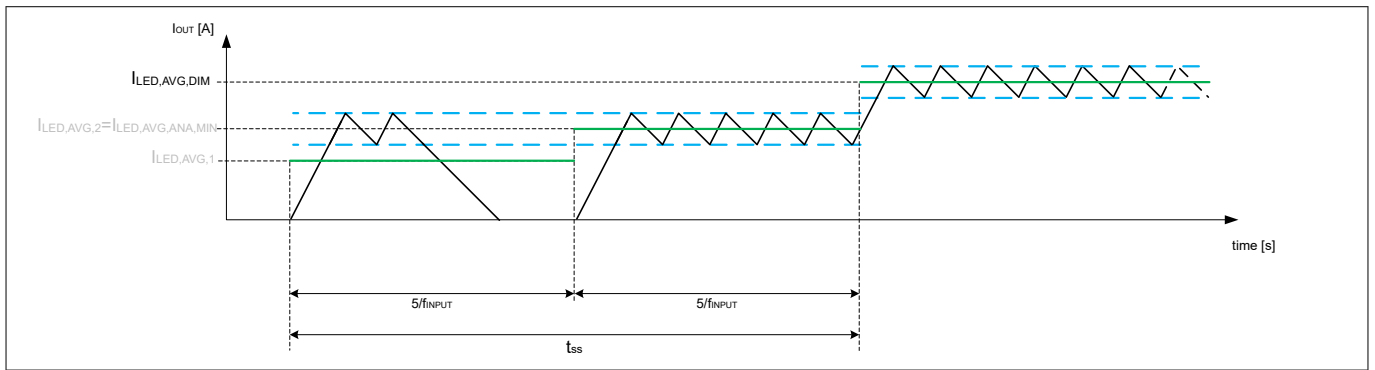 IOUT [A]
ILED,AVG,DIM
ILED,AVG,2=ILED,AVG,ANA,MIN
ILED,AVG,1
time [s]
5/fINPUT
5/fINPUT
tss